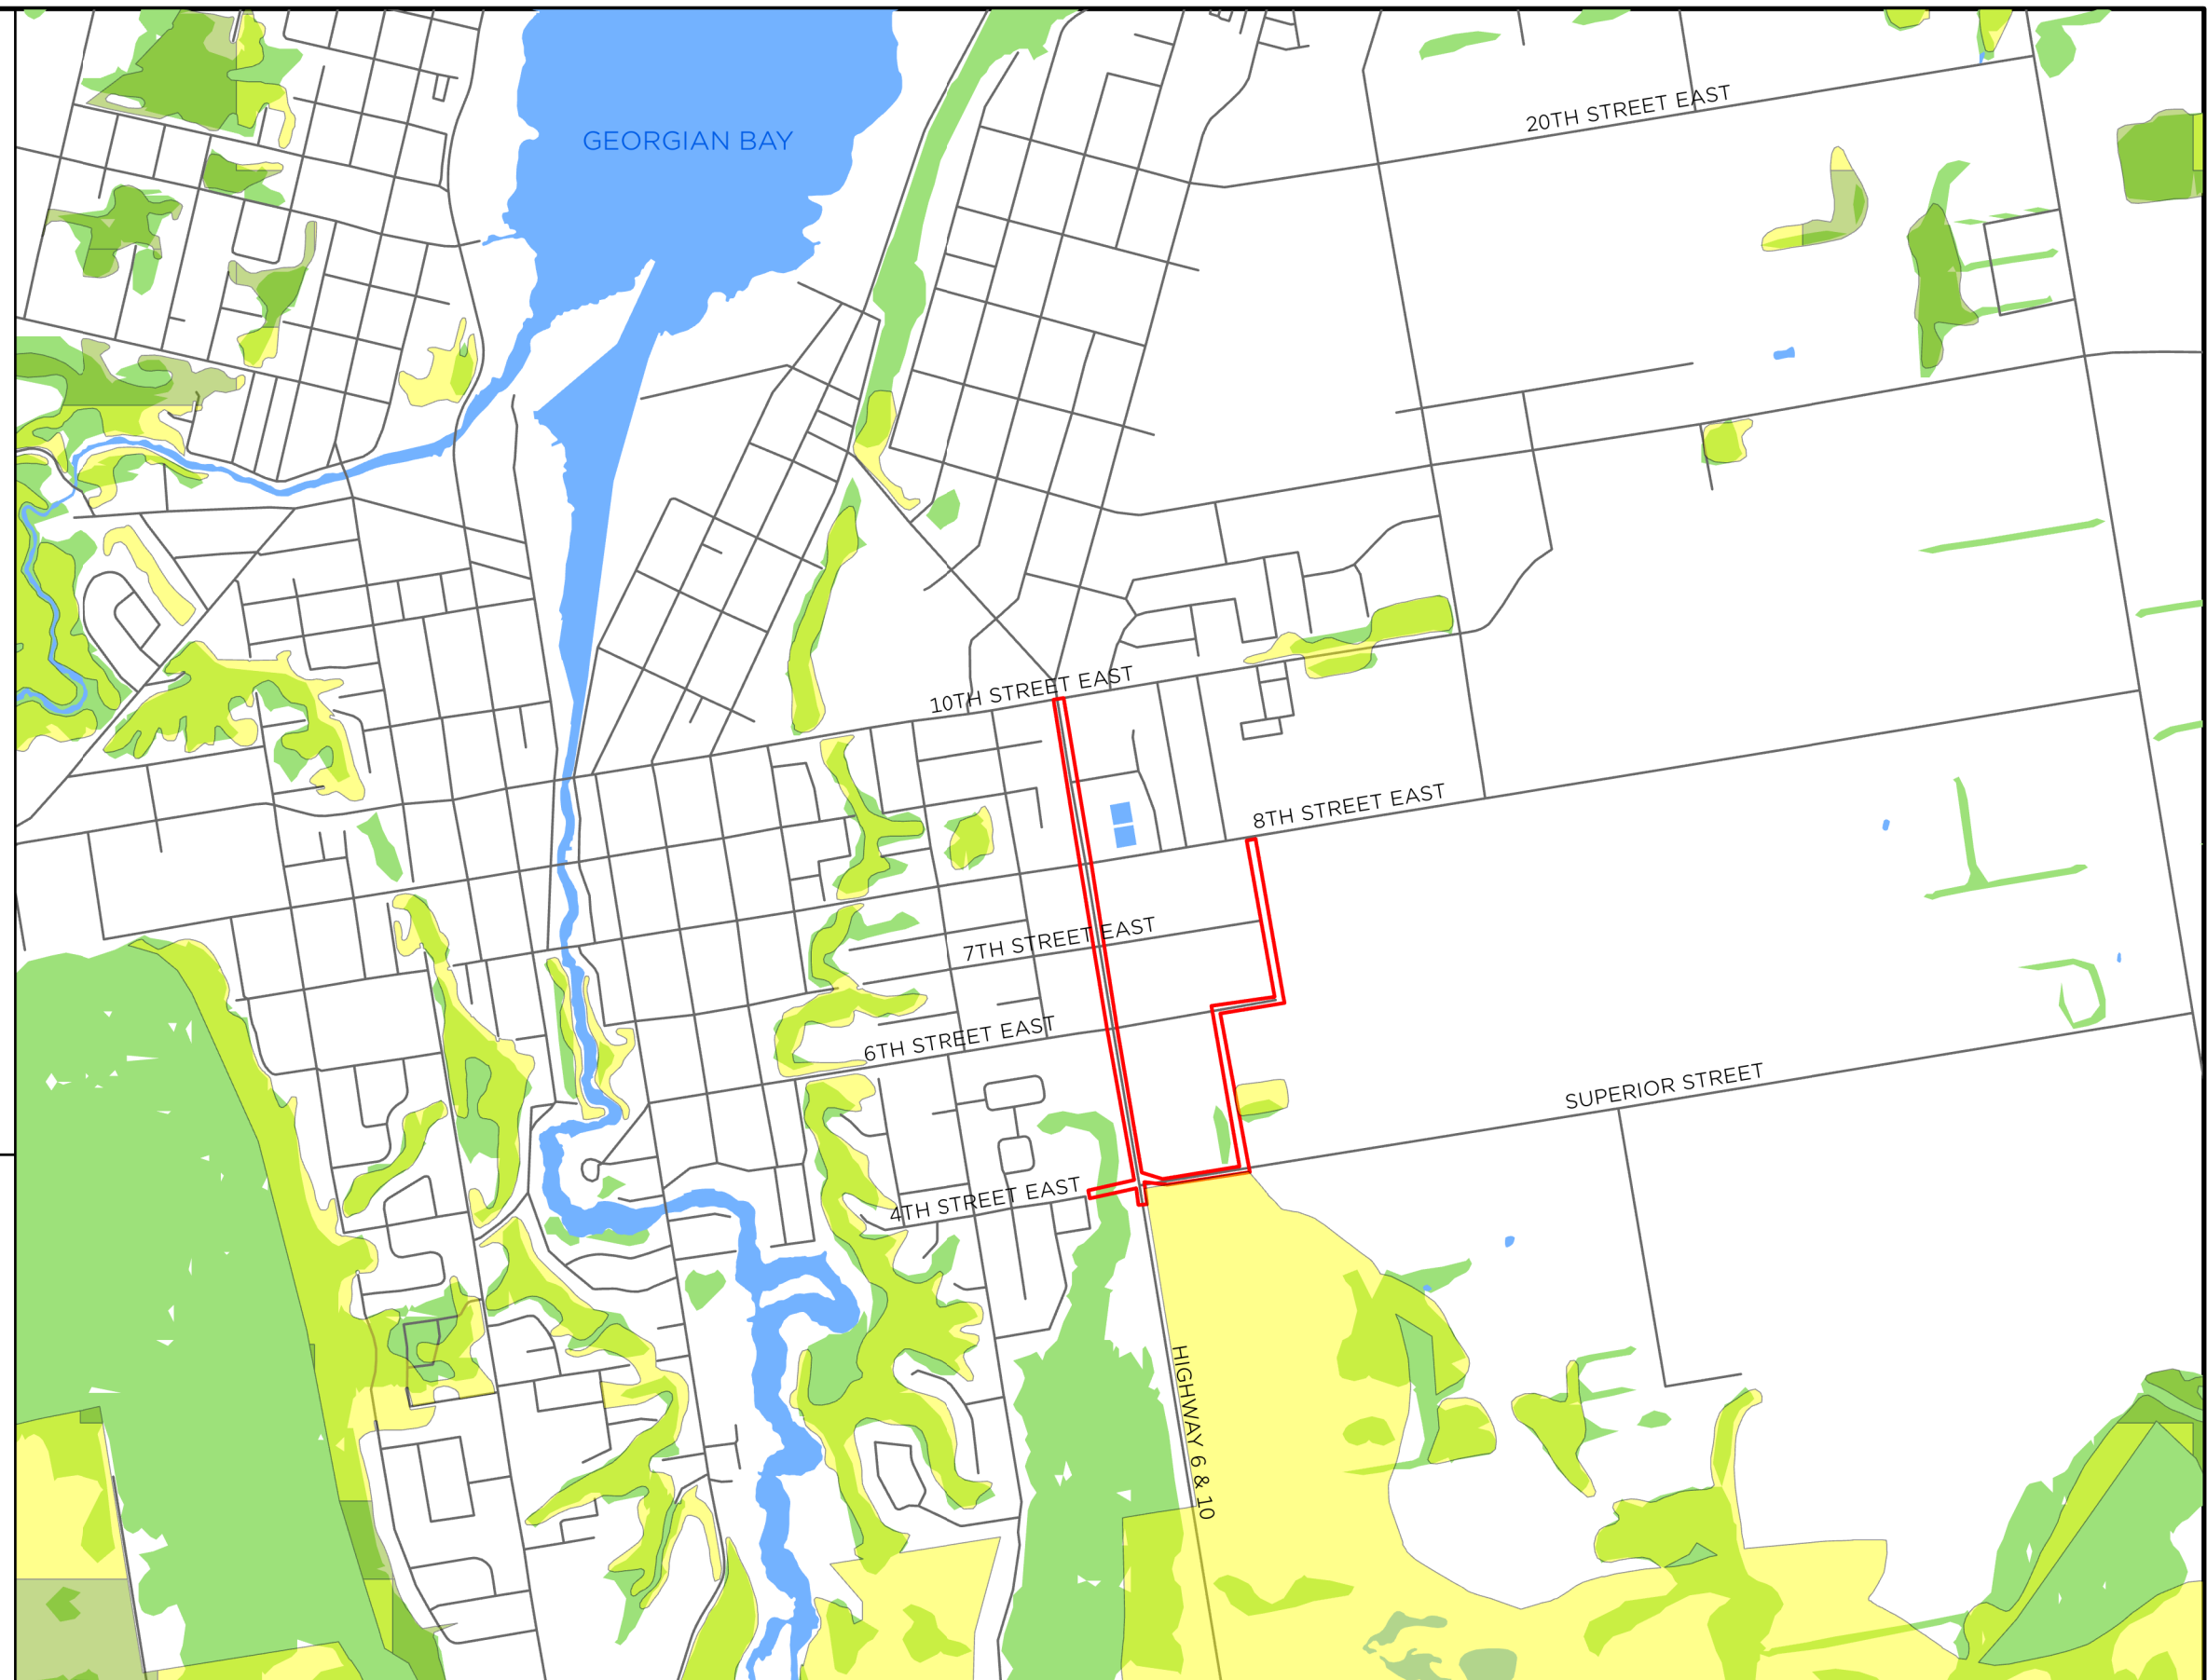 20TH STREET EAST
GEORGIAN BAY
10TH STREET EAST
8TH STREET EAST
7TH STREET EAST
6TH STREET EAST
SUPERIOR STREET
4TH STREET EAST
HIGHWAY 6 & 10